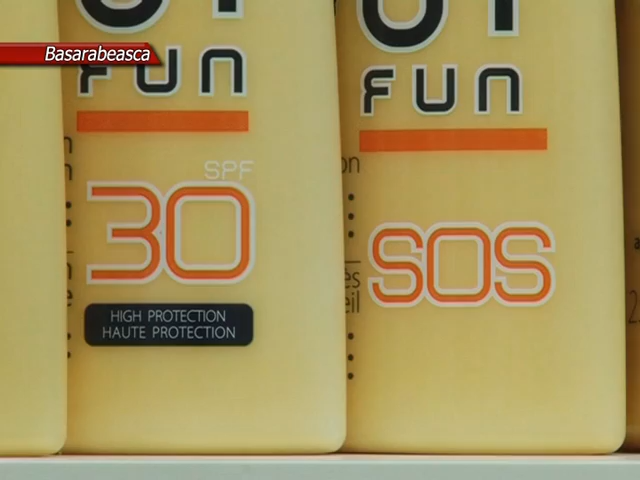 Basarabeasca
FUN
SPF
30
HIGH PROTECTION
HAUTE PROTECTION
FUN
SOS